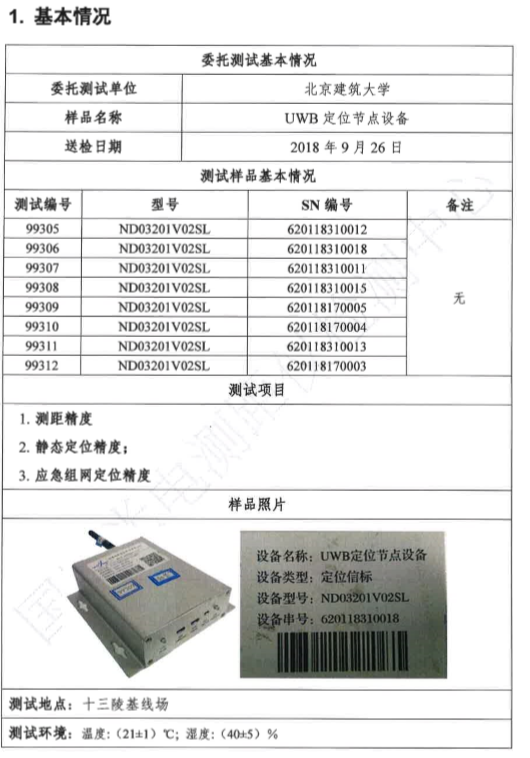 1. 基本情况
委托测试基本情况
委托测试单位 北京建筑大学
样品名称 UWB 定位节点设备
送检日期 2018 年 9 月 26 日
测试样品基本情况
测试编号 型号 SN 编号 备注
99305 ND03201V02SL 620118310012
99306 ND03201V02SL 620118310018
99307 ND03201V02SL 620118310011
99308 ND03201V02SL 620118310015
无
99309 ND03201V02SL 620118170005
99310 ND03201V02SL 620118170004
99311 ND03201V02SL 620118310013
99312 ND03201V02SL 620118170003
测试项目
1. 测距精度
2. 静态定位精度；
3. 应急组网定位精度
样品照片
设备名称：UWB定位节点设备
设备类型：定位信标
设备型号：ND03201V02SL
设备串号：620118310018
测试地点：十三陵基线场
测试环境：温度：（21±1）℃；湿度：（40±5）%